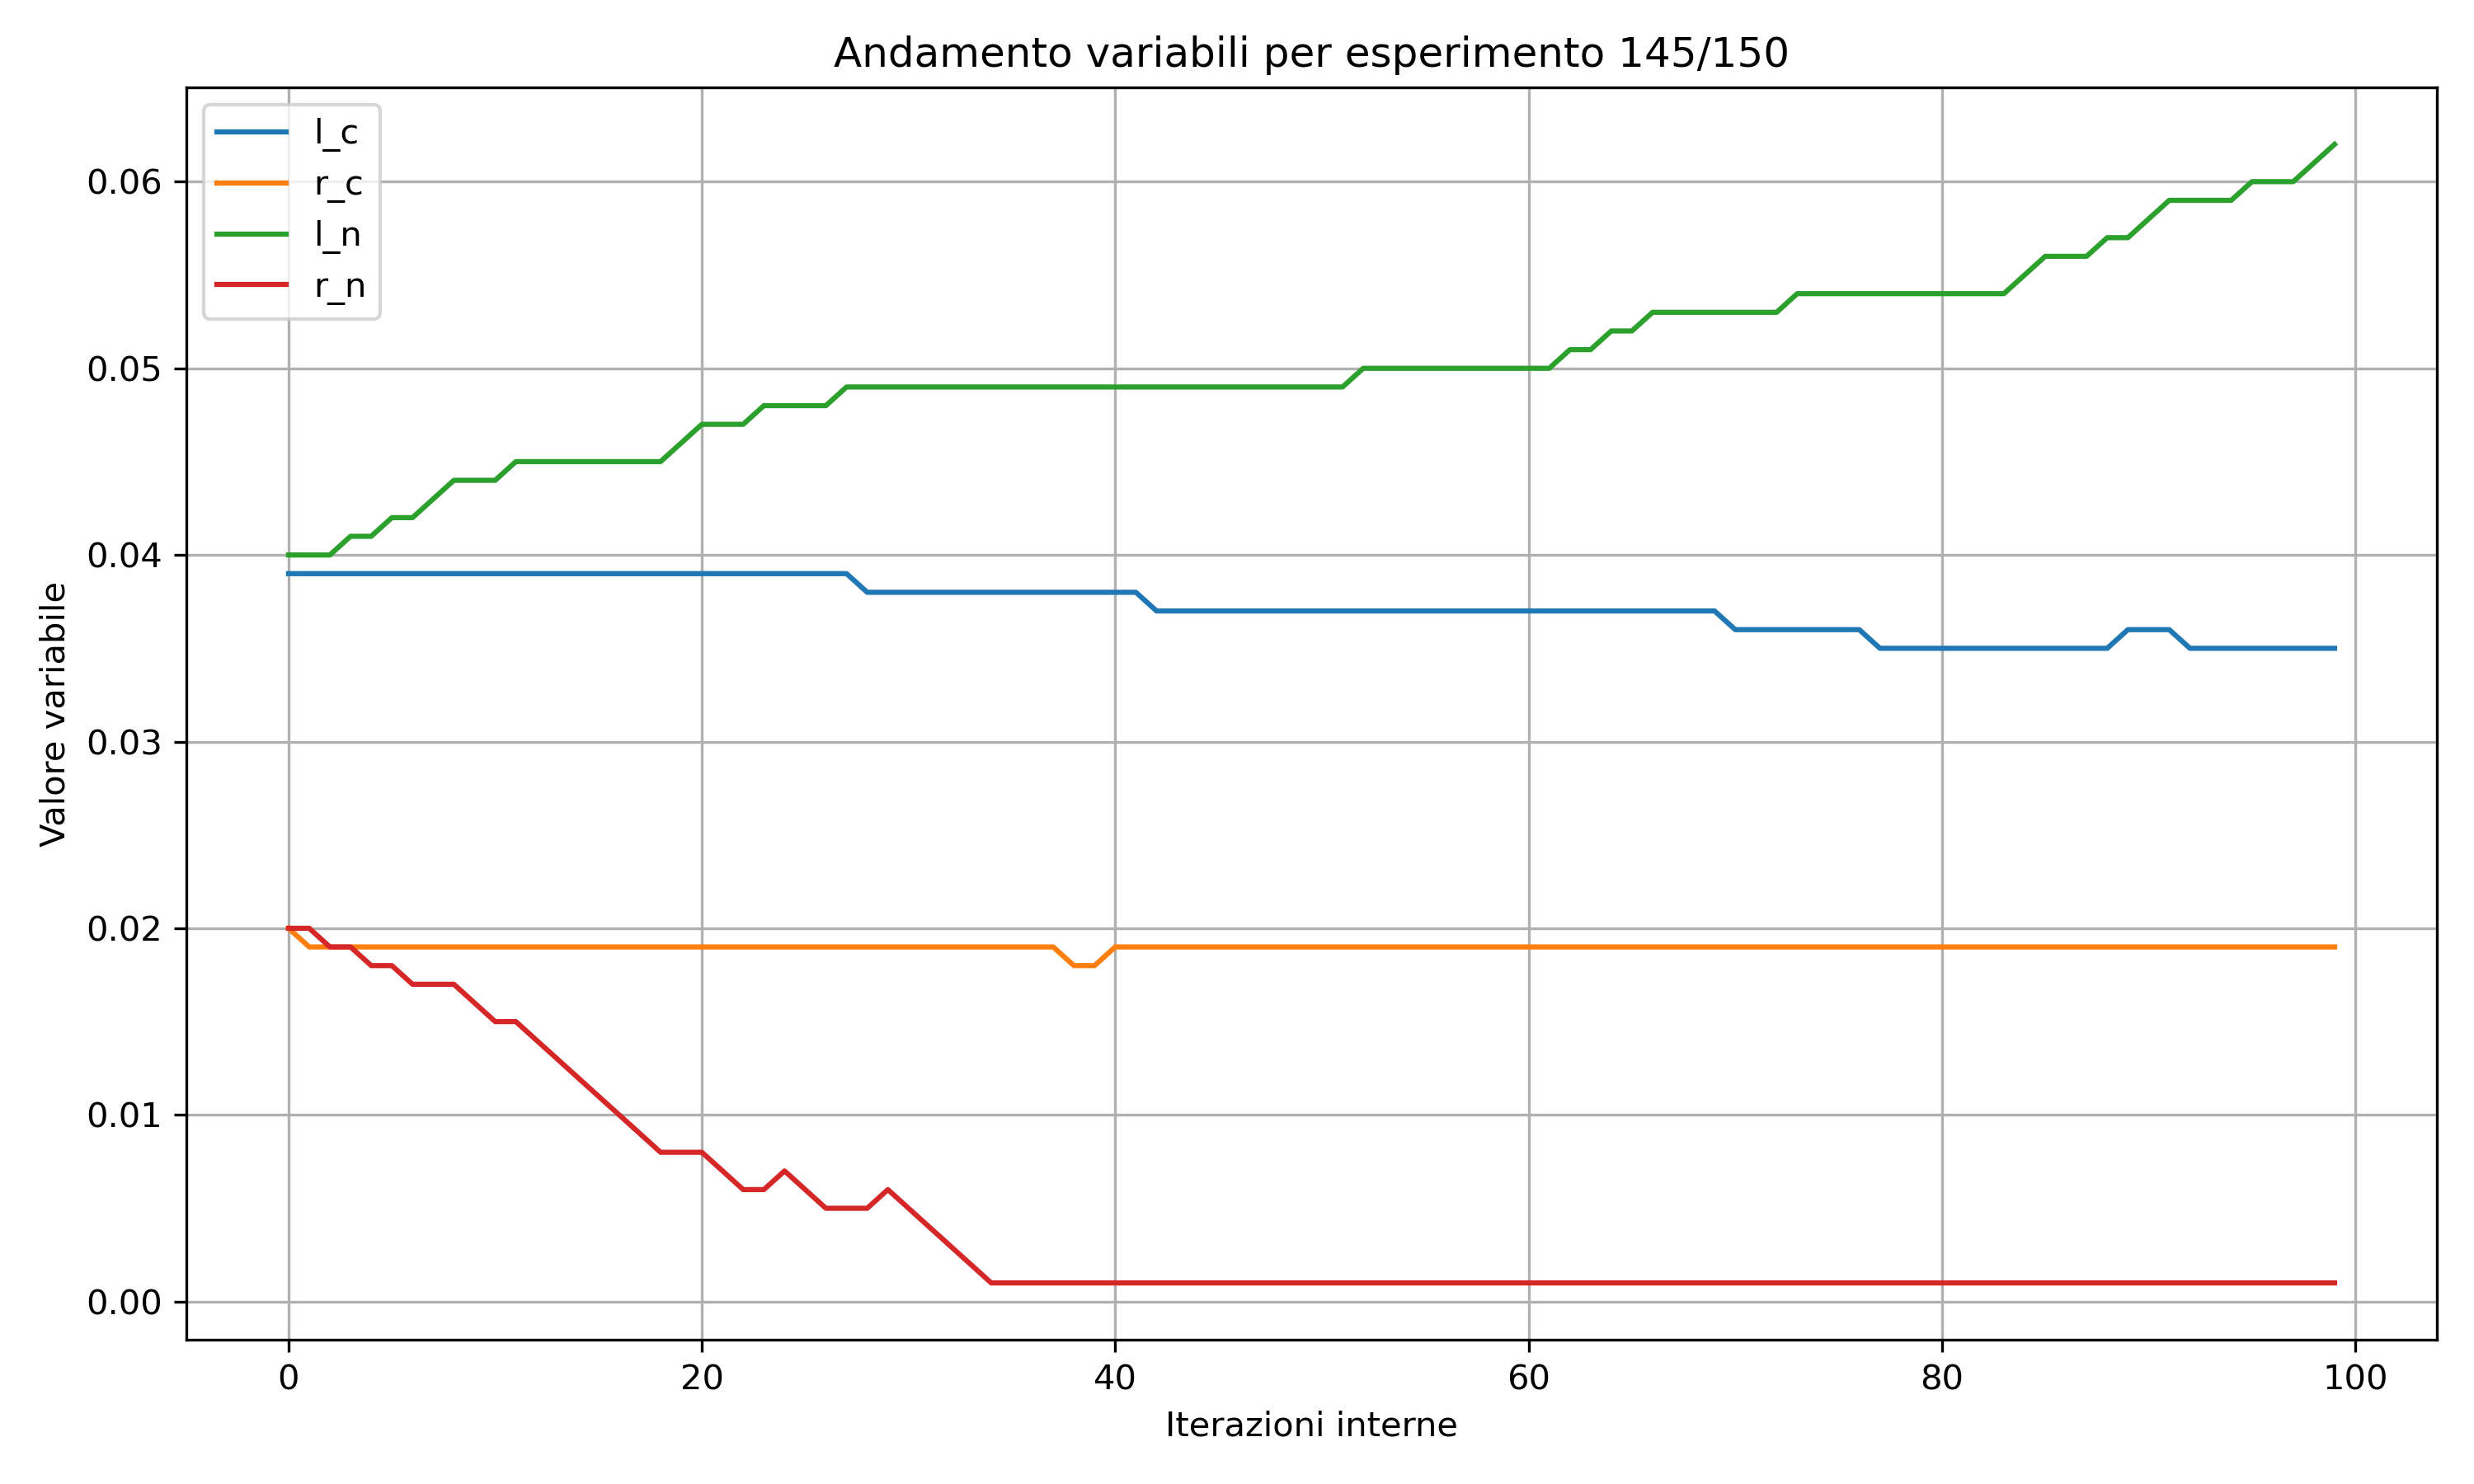 Andamento variabili per esperimento 145/150
l_c
r_c
l_n
r_n
Valore variabile
0.06
0.05
0.04
0.03
0.02
0.01
0.00
0 20 40 60 80 100
Iterazioni interne